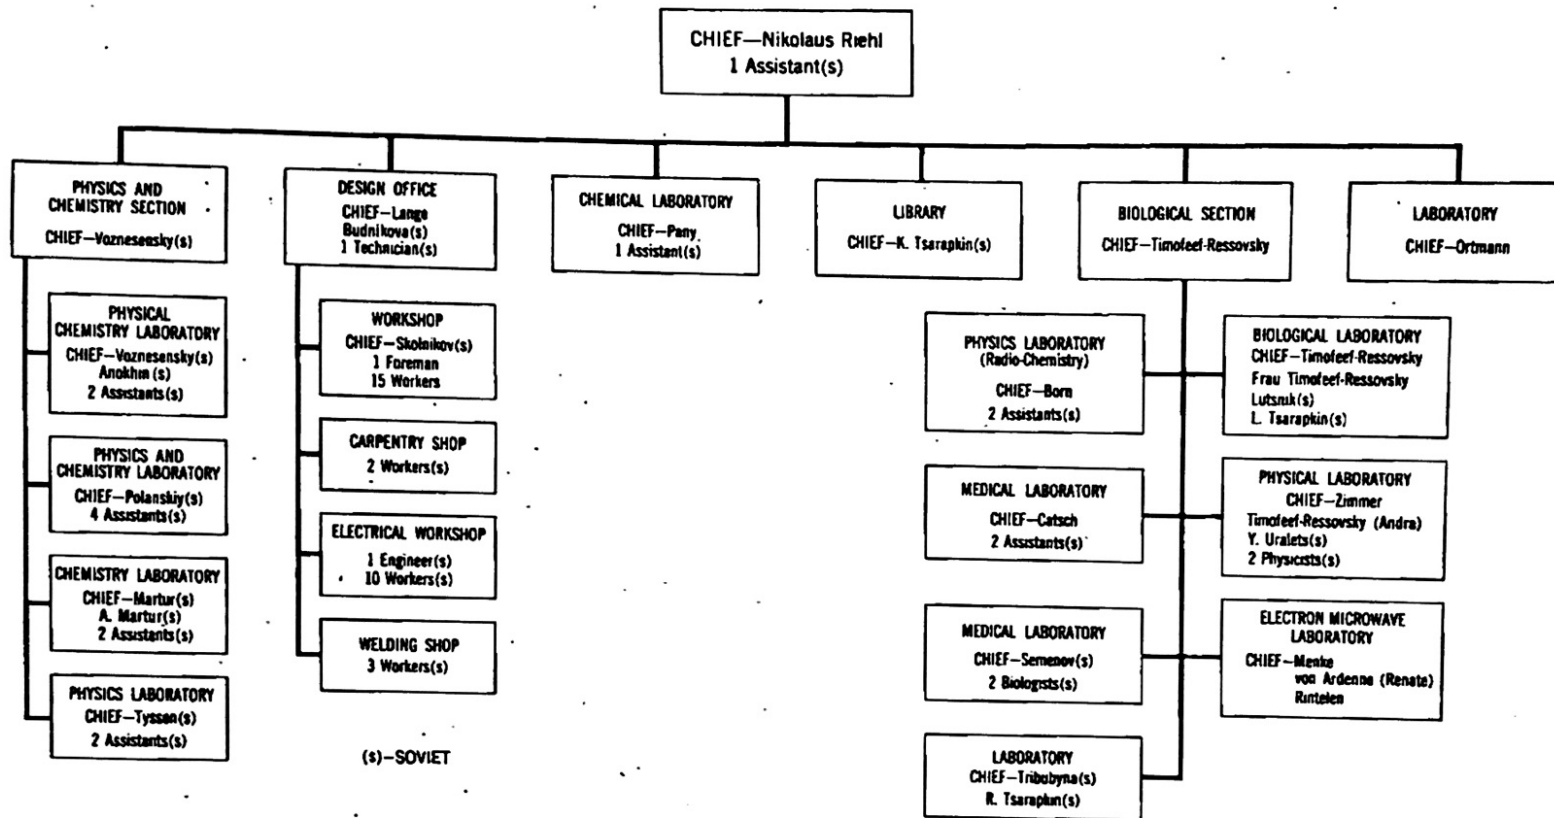 CHIEF—Nikolaus Riehl
1 Assistant(s)
PHYSICS AND
CHEMISTRY SECTION
CHIEF—Voznesensky(s)
PHYSICAL
CHEMISTRY LABORATORY
CHIEF—Voznesensky(s)
Anokhin(s)
2 Assistants(s)
PHYSICS AND
CHEMISTRY LABORATORY
CHIEF—Polanskiy(s)
4 Assistants(s)
CHEMISTRY LABORATORY
CHIEF—Martur(s)
A. Martur(s)
2 Assistants(s)
PHYSICS LABORATORY
CHIEF—Tyssen(s)
2 Assistants(s)
DESIGN OFFICE
CHIEF—Lange
Budnikova(s)
1 Technician(s)
WORKSHOP
CHIEF—Skolnikov(s)
1 Foreman
15 Workers
CARPENTRY SHOP
2 Workers(s)
ELECTRICAL WORKSHOP
1 Engineer(s)
10 Workers(s)
WELDING SHOP
3 Workers(s)
(s)-SOVIET
CHEMICAL LABORATORY
CHIEF—Pany
1 Assistant(s)
LIBRARY
CHIEF—K. Tsarapkin(s)
BIOLOGICAL SECTION
CHIEF—Timofeef-Ressovsky
PHYSICS LABORATORY
(Radio-Chemistry)
CHIEF—Born
2 Assistants(s)
MEDICAL LABORATORY
CHIEF—Catsch
2 Assistants(s)
MEDICAL LABORATORY
CHIEF—Semenov(s)
2 Biologists(s)
LABORATORY
CHIEF—Tribubyna(s)
R. Tsarapkin(s)
BIOLOGICAL LABORATORY
CHIEF—Timofeef-Ressovsky
Frau Timofeef-Ressovsky
Lutsnik(s)
L. Tsarapkin(s)
PHYSICAL LABORATORY
CHIEF—Zimmer
Timofeef-Ressovsky (Andra)
Y. Uralets(s)
2 Physicists(s)
ELECTRON MICROWAVE
LABORATORY
CHIEF—Menke
von Ardenne (Renate)
Rintelen
LABORATORY
CHIEF—Ortmann